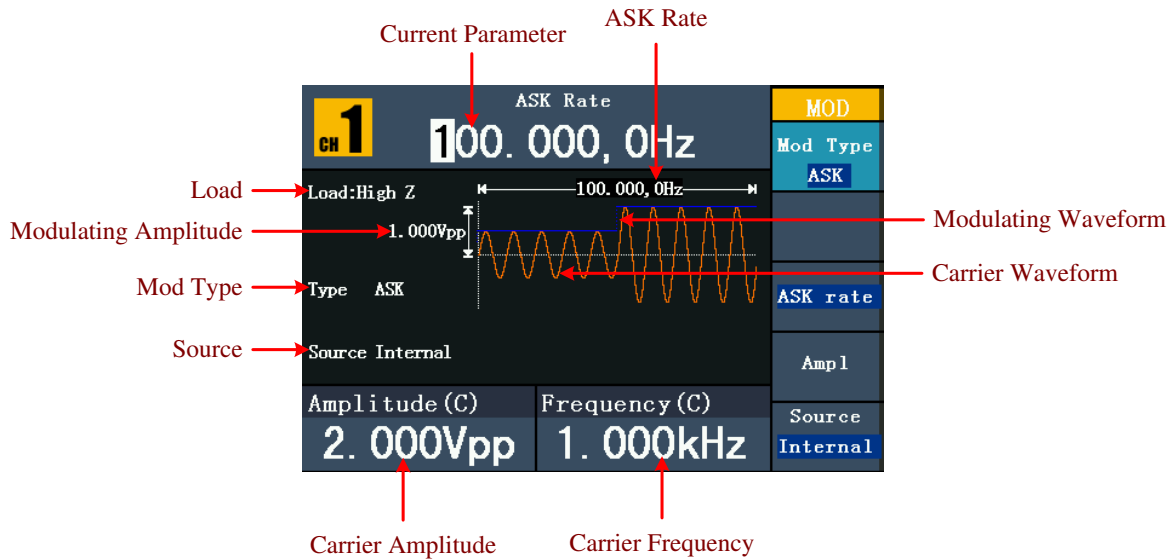 ASK Rate
Current Parameter
CH 1
ASK Rate
100.000,0Hz
MOD
Mod Type
ASK
Load
Load:High Z
100.000,0Hz
Modulating Amplitude
1.000Vpp
Modulating Waveform
Carrier Waveform
Mod Type
Type ASK
ASK rate
Source
Source Internal
Ampl
Amplitude(C)
Frequency(C)
Source
2.000Vpp
1.000kHz
Internal
Carrier Amplitude
Carrier Frequency